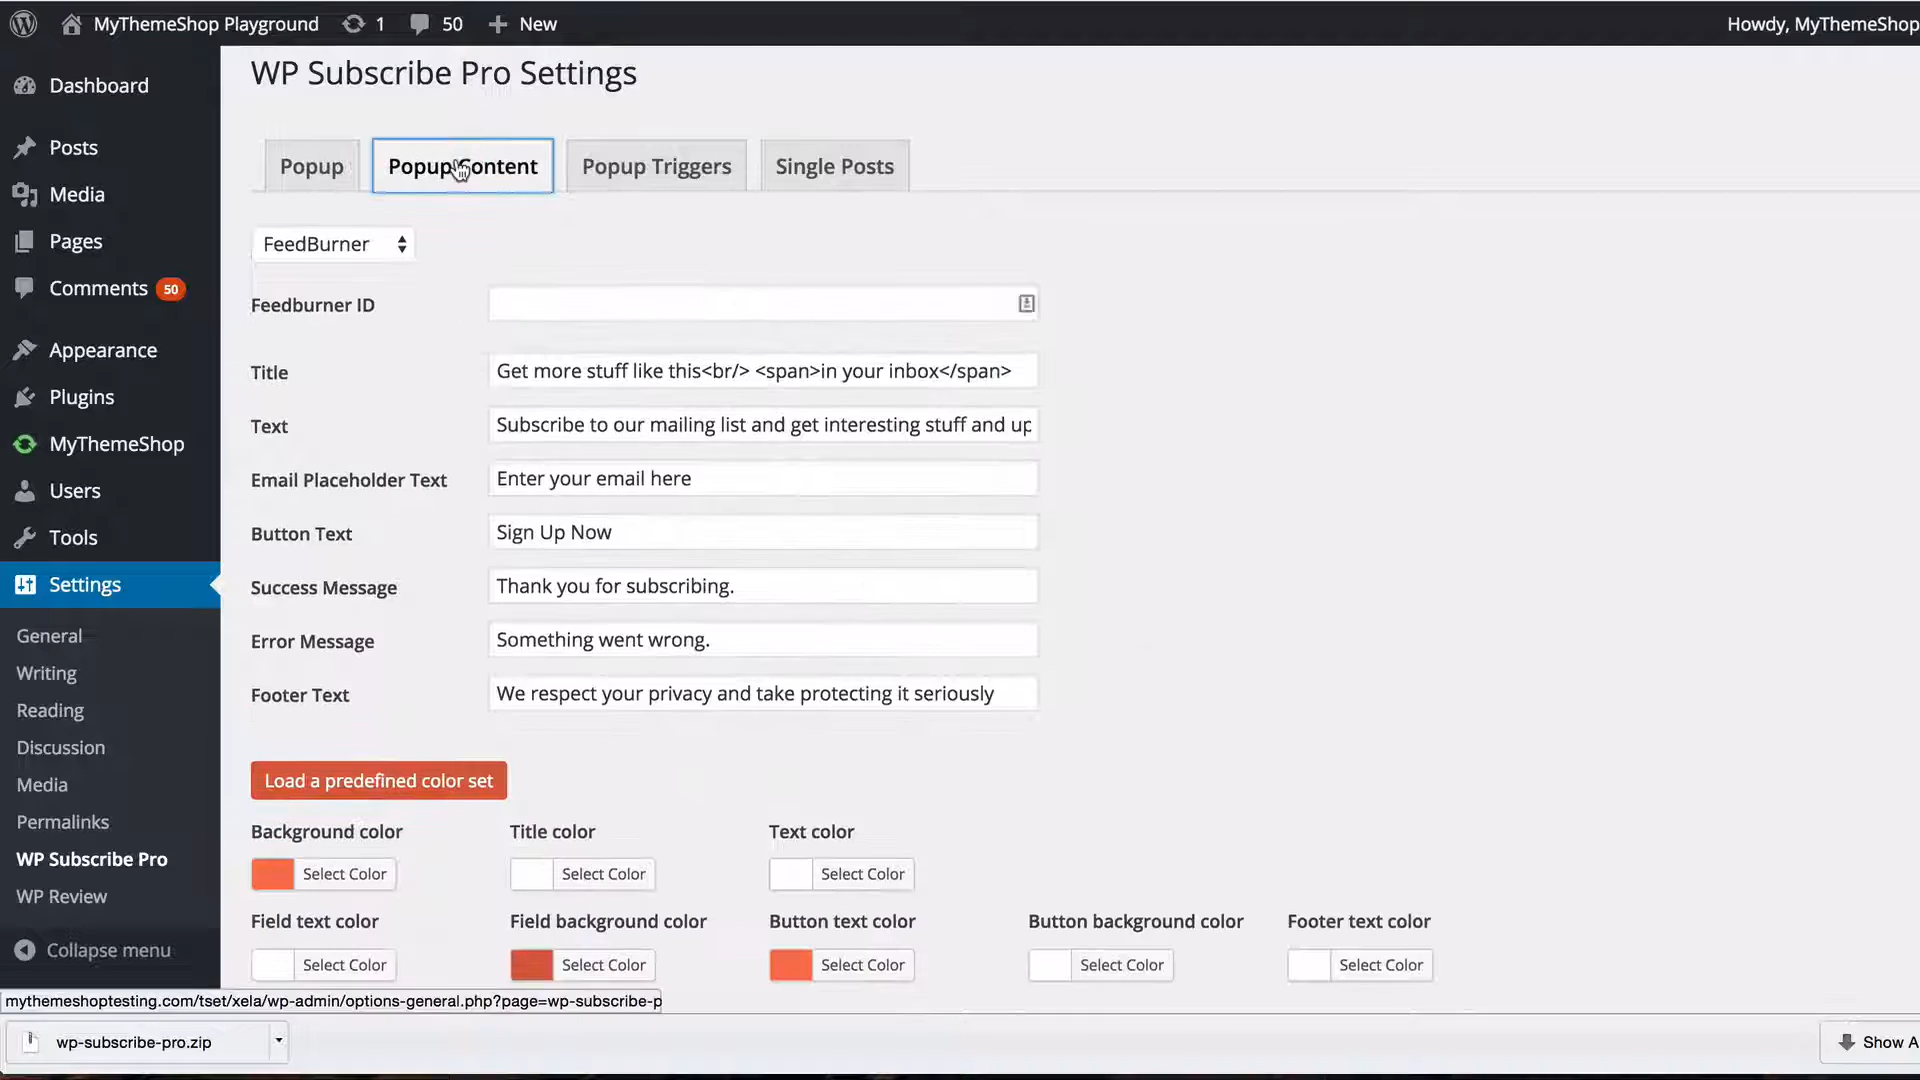 MyThemeShop Playground 1 50 New Howdy, MyThemeShop
Dashboard
Posts
Media
Pages
Comments 50
Appearance
Plugins
MyThemeShop
Users
Tools
Settings
General
Writing
Reading
Discussion
Media
Permalinks
WP Subscribe Pro
WP Review
Collapse menu
WP Subscribe Pro Settings
Popup Popup Content Popup Triggers Single Posts
FeedBurner
Feedburner ID
Title Get more stuff like this<br/> <span>in your inbox</span>
Text Subscribe to our mailing list and get interesting stuff and up
Email Placeholder Text Enter your email here
Button Text Sign Up Now
Success Message Thank you for subscribing.
Error Message Something went wrong.
Footer Text We respect your privacy and take protecting it seriously
Load a predefined color set
Background color Title color Text color
Select Color Select Color Select Color
Field text color Field background color Button text color Button background color Footer text color
Select Color Select Color Select Color Select Color Select Color
mythemeshoptesting.com/tset/xela/wp-admin/options-general.php?page=wp-subscribe-p
wp-subscribe-pro.zip Show A